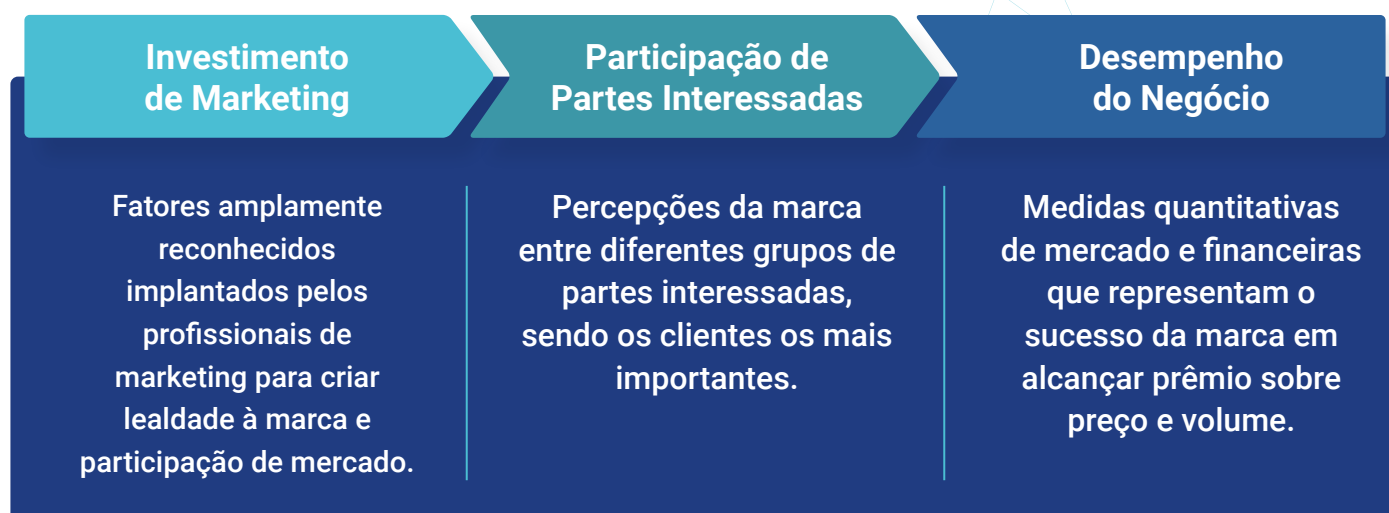 Investimento
de Marketing
Participação de
Partes Interessadas
Desempenho
do Negócio
Fatores amplamente
reconhecidos
implantados pelos
profissionais de
marketing para criar
lealdade à marca e
participação de mercado.
Percepções da marca
entre diferentes grupos de
partes interessadas,
sendo os clientes os mais
importantes.
Medidas quantitativas
de mercado e financeiras
que representam o
sucesso da marca em
alcançar prêmio sobre
preço e volume.